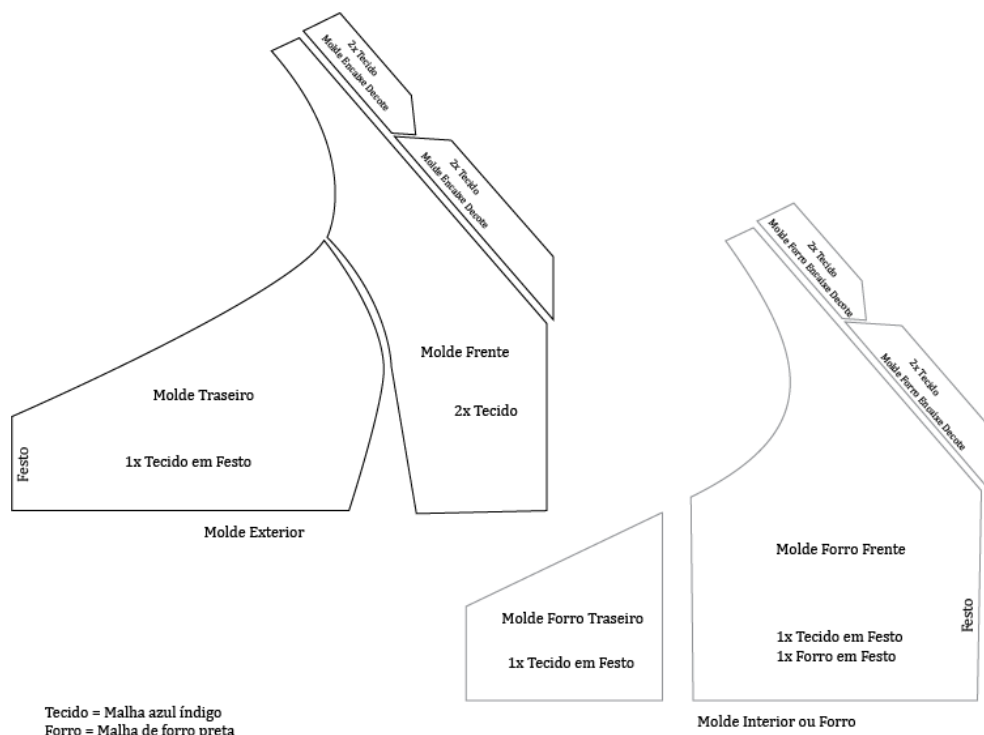 2x Tecido
Molde Encaixe Decote
2x Tecido
Molde Encaixe Decote
Molde Frente
2x Tecido
Molde Traseiro
1x Tecido em Festo
Festo
Molde Exterior
2x Tecido
Molde Forro Encaixe Decote
2x Tecido
Molde Forro Encaixe Decote
Molde Forro Frente
1x Tecido em Festo
1x Forro em Festo
Festo
Molde Forro Traseiro
1x Tecido em Festo
Molde Interior ou Forro
Tecido = Malha azul índigo
Forro = Malha de forro preta